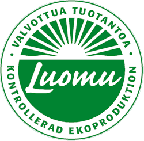 • VALVOTTUA TUOTANTOA •
Luomu
KONTROLLERAD EKOPRODUKTION